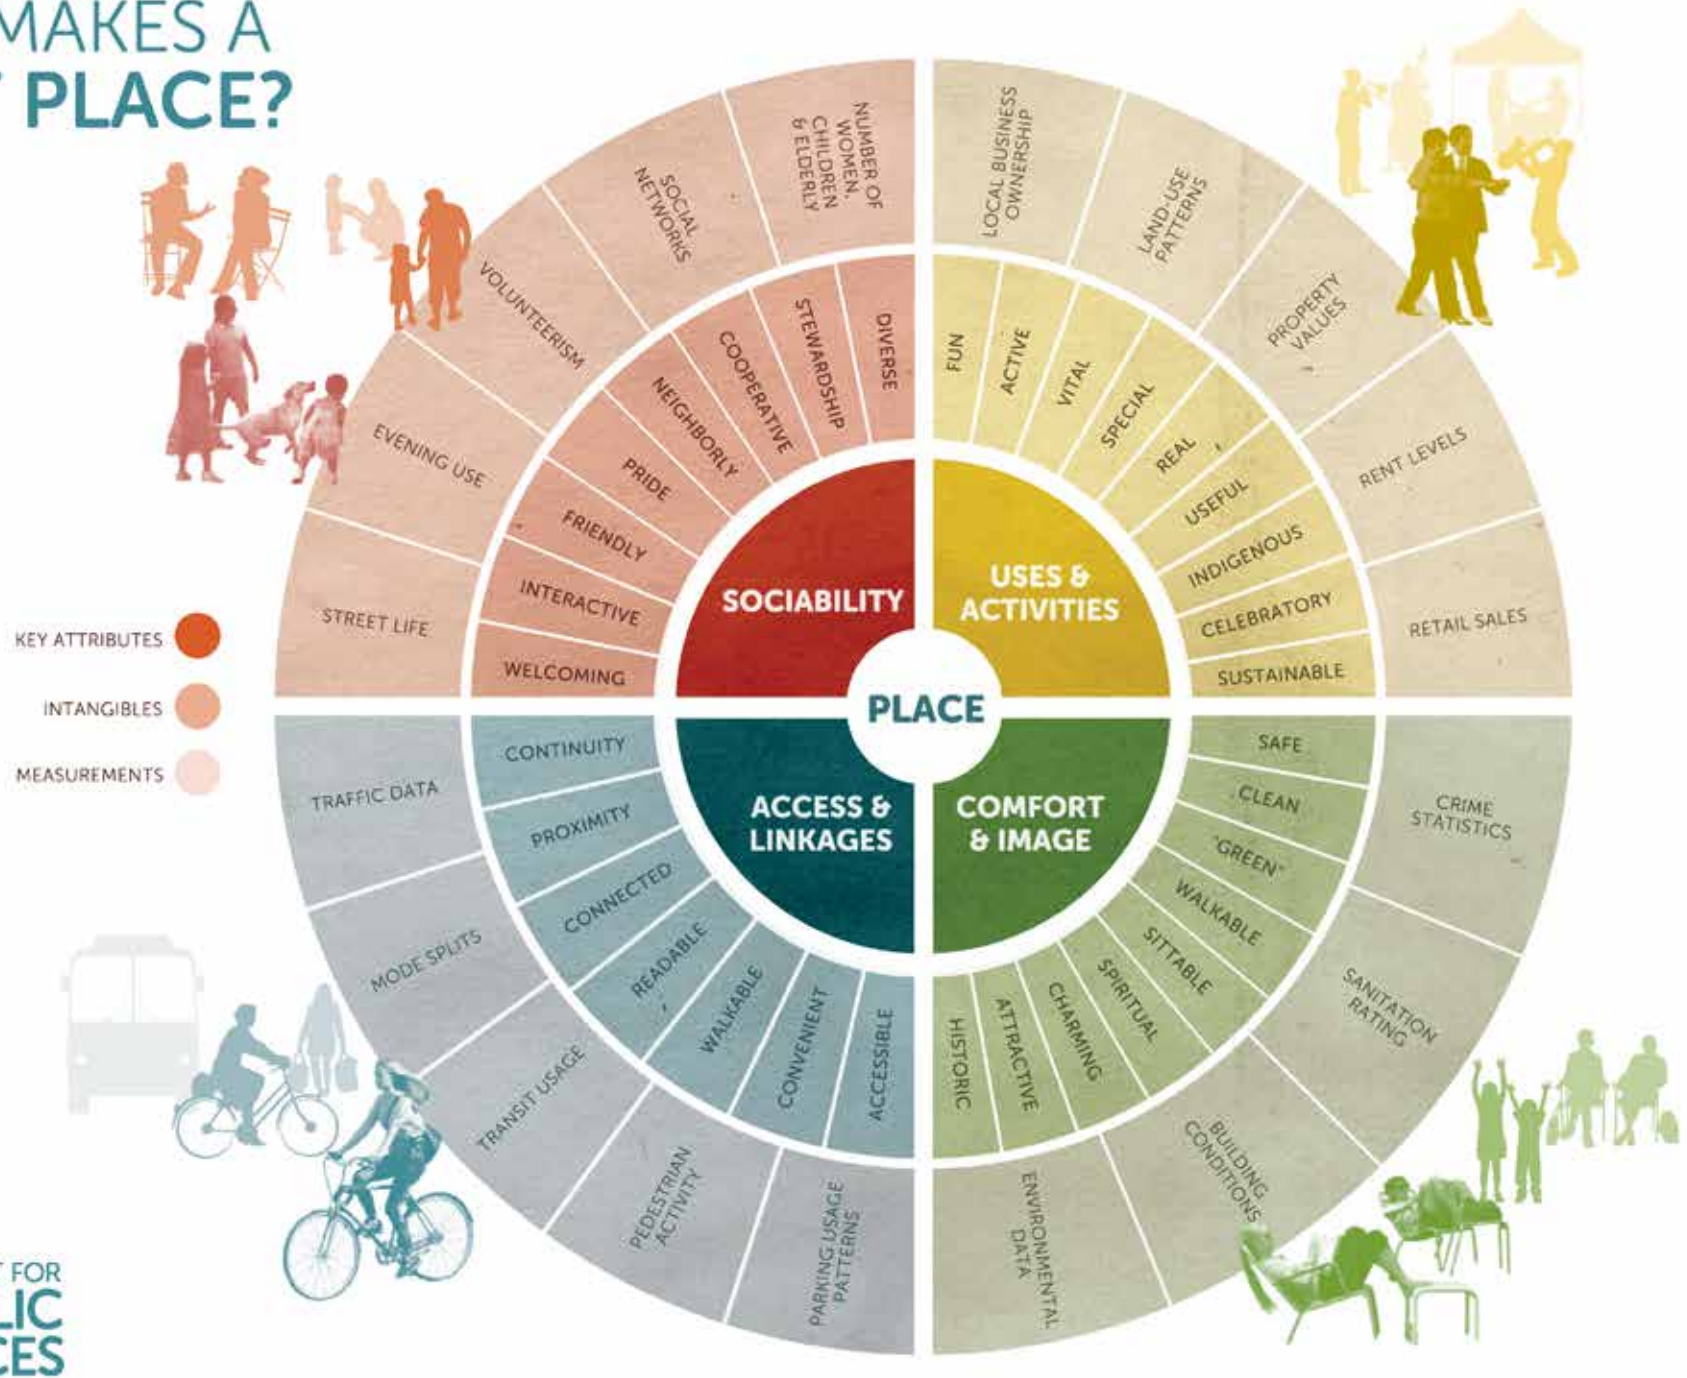 MAKES A
PLACE?
KEY ATTRIBUTES
INTANGIBLES
MEASUREMENTS
PLACE
SOCIABILITY
USES &
ACTIVITIES
ACCESS &
LINKAGES
COMFORT
& IMAGE
WELCOMING
INTERACTIVE
FRIENDLY
PRIDE
NEIGHBORLY
COOPERATIVE
STEWARDSHIP
DIVERSE
FUN
ACTIVE
VITAL
SPECIAL
REAL
USEFUL
INDIGENOUS
CELEBRATORY
SUSTAINABLE
SAFE
CLEAN
"GREEN"
WALKABLE
SITTABLE
SPIRITUAL
CHARMING
ATTRACTIVE
HISTORIC
ACCESSIBLE
CONVENIENT
WALKABLE
READABLE
CONNECTED
PROXIMITY
CONTINUITY
STREET LIFE
EVENING USE
VOLUNTEERISM
SOCIAL
NETWORKS
NUMBER OF
WOMEN,
CHILDREN
& ELDERLY
LOCAL BUSINESS
OWNERSHIP
LAND-USE
PATTERNS
PROPERTY
VALUES
RENT LEVELS
RETAIL SALES
CRIME
STATISTICS
SANITATION
RATING
BUILDING
CONDITIONS
ENVIRONMENTAL
DATA
PARKING USAGE
PATTERNS
PEDESTRIAN
ACTIVITY
TRANSIT USAGE
MODE SPLITS
TRAFFIC DATA
FOR
LIC
CES